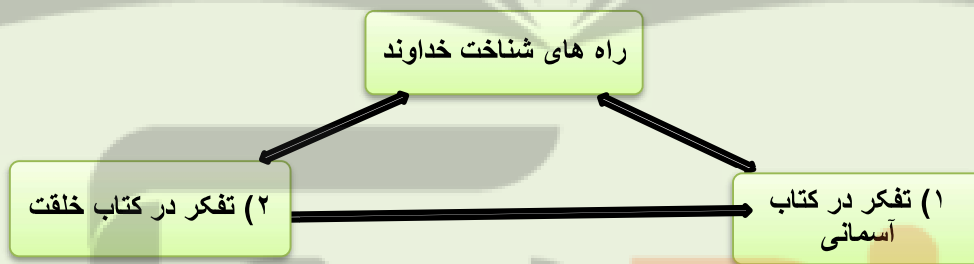 راه های شناخت خداوند
۱) تفکر در کتاب
آسمانی
۲) تفکر در کتاب خلقت